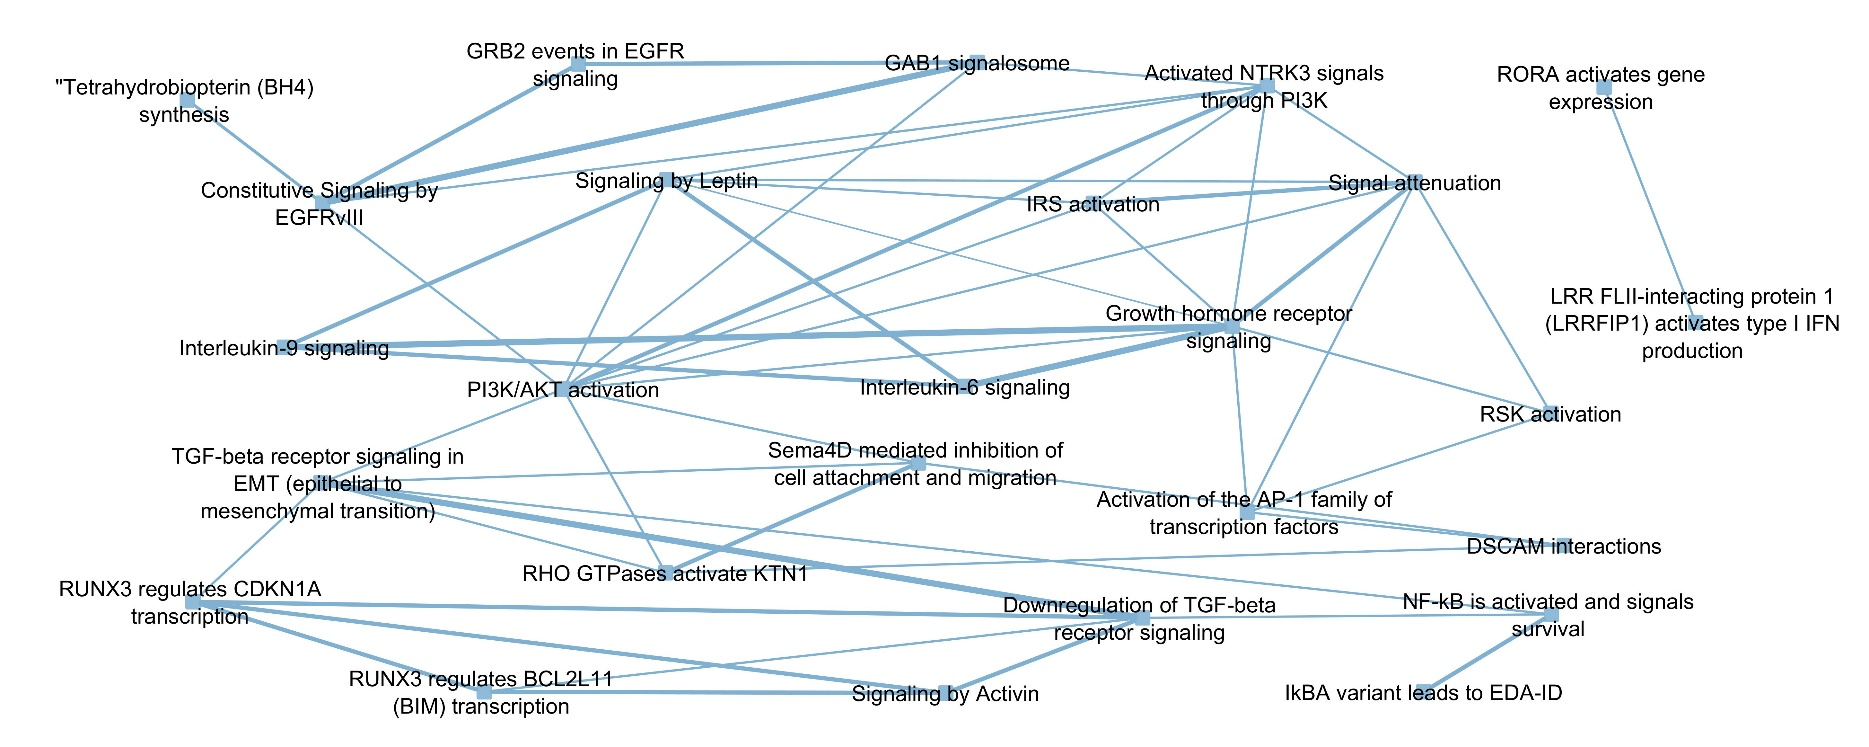 GRB2 events in EGFR
signaling
GAB1 signalosome
Activated NTRK3 signals
through PI3K
RORA activates gene
expression
"Tetrahydrobiopterin (BH4)
synthesis
Constitutive Signaling by
EGFRvIII
Signaling by Leptin
IRS activation
Signal attenuation
LRR FLII-interacting protein 1
(LRRFIP1) activates type I IFN
production
Growth hormone receptor
signaling
Interleukin-9 signaling
PI3K/AKT activation
Interleukin-6 signaling
RSK activation
TGF-beta receptor signaling in
EMT (epithelial to
mesenchymal transition)
Sema4D mediated inhibition of
cell attachment and migration
Activation of the AP-1 family of
transcription factors
DSCAM interactions
RHO GTPases activate KTN1
RUNX3 regulates CDKN1A
transcription
Downregulation of TGF-beta
receptor signaling
NF-kB is activated and signals
survival
RUNX3 regulates BCL2L11
(BIM) transcription
Signaling by Activin
IkBA variant leads to EDA-ID